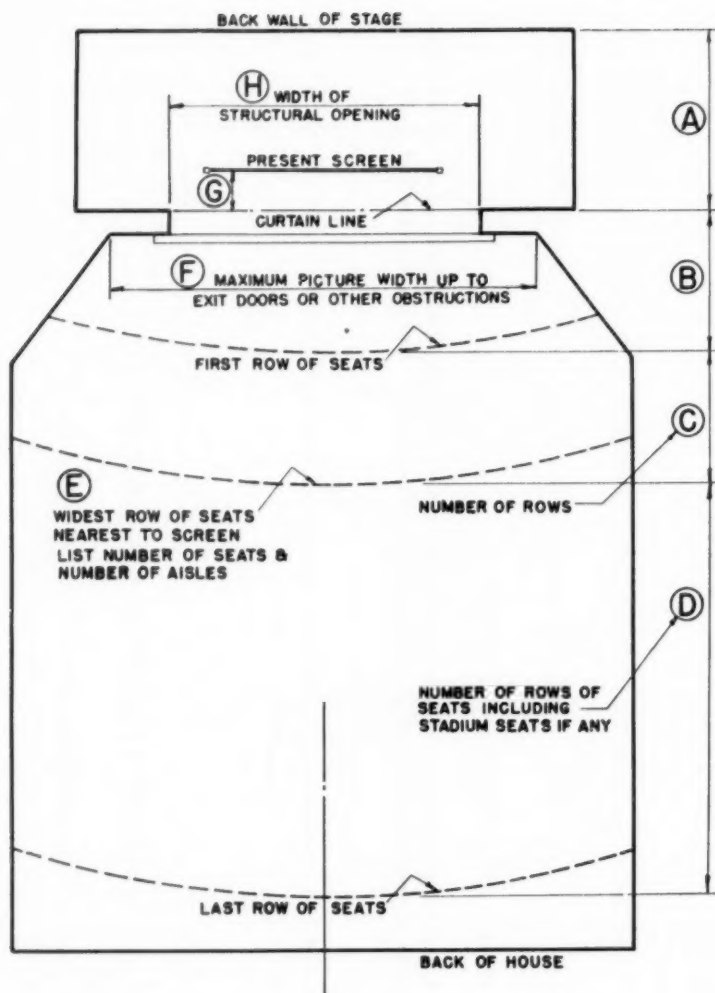 BACK WALL OF STAGE
H
WIDTH OF
STRUCTURAL OPENING
A
PRESENT SCREEN
G
CURTAIN LINE
F
MAXIMUM PICTURE WIDTH UP TO
EXIT DOORS OR OTHER OBSTRUCTIONS
B
FIRST ROW OF SEATS
C
E
WIDEST ROW OF SEATS
NEAREST TO SCREEN
LIST NUMBER OF SEATS &
NUMBER OF AISLES
NUMBER OF ROWS
D
NUMBER OF ROWS OF
SEATS INCLUDING
STADIUM SEATS IF ANY
LAST ROW OF SEATS
BACK OF HOUSE